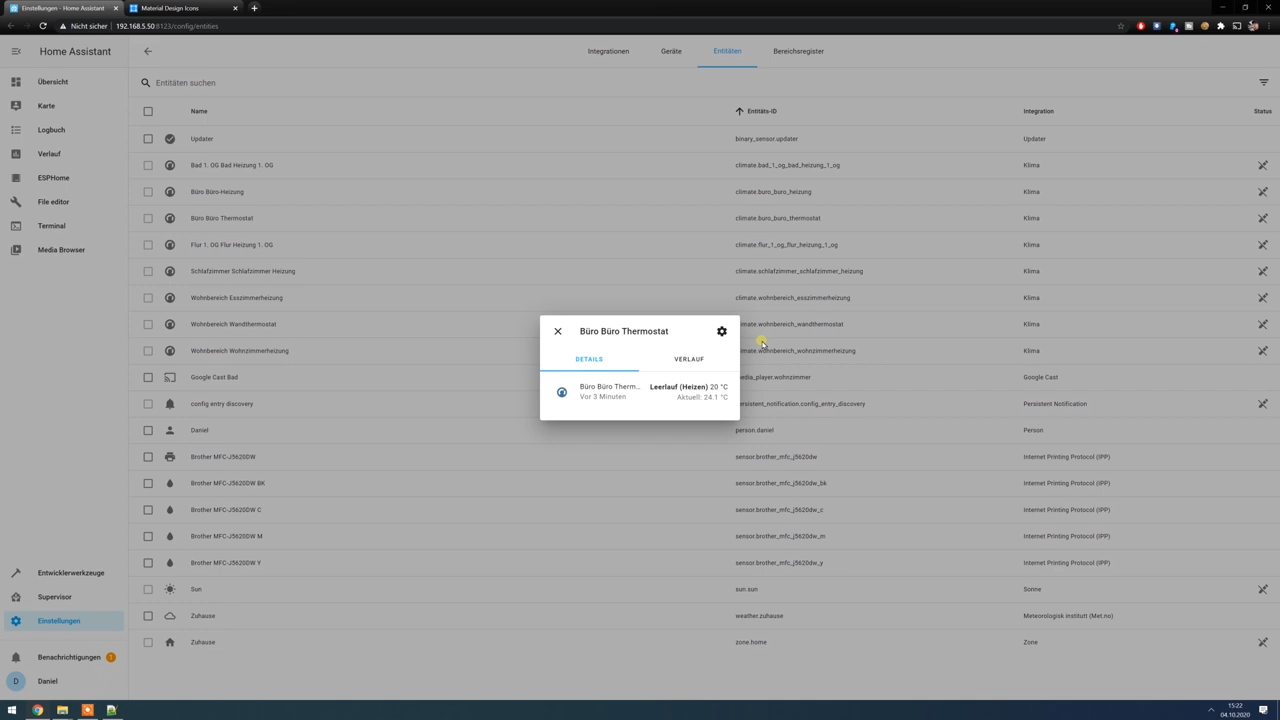 Einstellungen - Home Assistant
Material Design Icons
Nicht sicher | 192.168.5.50:8123/config/entities
Home Assistant
Integrationen
Geräte
Entitäten
Bereichsregister
Übersicht
Karte
Logbuch
Verlauf
ESPHome
File editor
Terminal
Media Browser
Entwicklerwerkzeuge
Supervisor
Einstellungen
Benachrichtigungen 1
D Daniel
Entitäten suchen
Name Entitäts-ID Integration Status
Updater binary_sensor.updater Updater
Bad 1. OG Bad Heizung 1. OG climate.bad_1_og_bad_heizung_1_og Klima
Büro Büro-Heizung climate.buro_buro_heizung Klima
Büro Büro Thermostat climate.buro_buro_thermostat Klima
Flur 1. OG Flur Heizung 1. OG climate.flur_1_og_flur_heizung_1_og Klima
Schlafzimmer Schlafzimmer Heizung climate.schlafzimmer_schlafzimmer_heizung Klima
Wohnbereich Esszimmerheizung climate.wohnbereich_esszimmerheizung Klima
Wohnbereich Wandthermostat imate.wohnbereich_wandthermostat Klima
Wohnbereich Wohnzimmerheizung imate.wohnbereich_wohnzimmerheizung Klima
Google Cast Bad edia_player.wohnzimmer Google Cast
config entry discovery ersistent_notification.config_entry_discovery Persistent Notification
Daniel person.daniel Person
Brother MFC-J5620DW sensor.brother_mfc_j5620dw Internet Printing Protocol (IPP)
Brother MFC-J5620DW BK sensor.brother_mfc_j5620dw_bk Internet Printing Protocol (IPP)
Brother MFC-J5620DW C sensor.brother_mfc_j5620dw_c Internet Printing Protocol (IPP)
Brother MFC-J5620DW M sensor.brother_mfc_j5620dw_m Internet Printing Protocol (IPP)
Brother MFC-J5620DW Y sensor.brother_mfc_j5620dw_y Internet Printing Protocol (IPP)
Sun sun.sun Sonne
Zuhause weather.zuhause Meteorologisk institutt (Met.no)
Zuhause zone.home Zone
Büro Büro Thermostat
DETAILS VERLAUF
Büro Büro Therm... Leerlauf (Heizen) 20 °C
Vor 3 Minuten Aktuell: 24.1 °C
15:22
04.10.2020